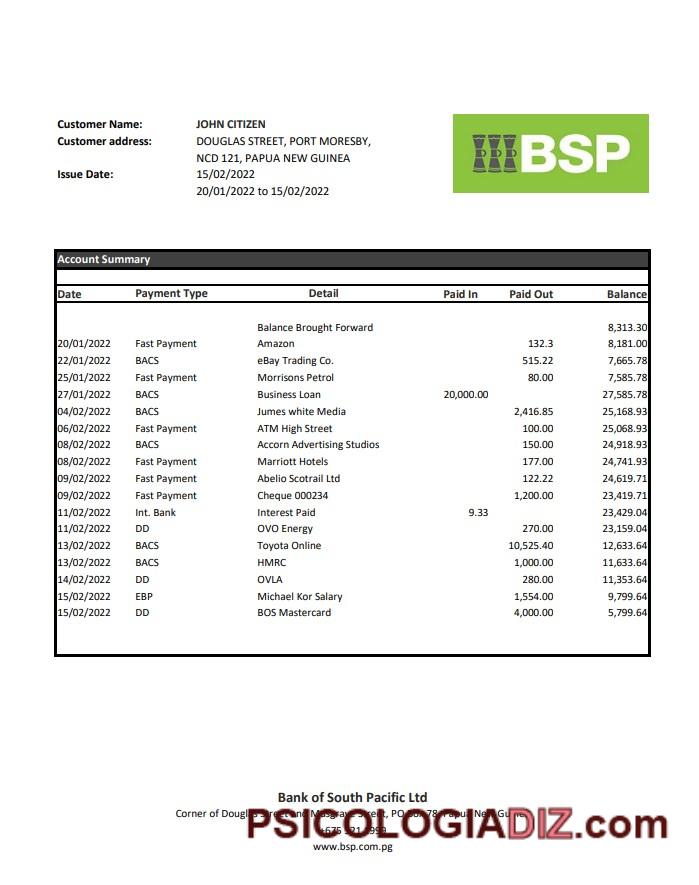 Customer Name: JOHN CITIZEN
Customer address: DOUGLAS STREET, PORT MORESBY,
NCD 121, PAPUA NEW GUINEA
Issue Date: 15/02/2022
20/01/2022 to 15/02/2022
BSP
Account Summary
Date Payment Type Detail Paid In Paid Out Balance
Balance Brought Forward 8,313.30
20/01/2022 Fast Payment Amazon 132.3 8,181.00
22/01/2022 BACS eBay Trading Co. 515.22 7,665.78
25/01/2022 Fast Payment Morrisons Petrol 80.00 7,585.78
27/01/2022 BACS Business Loan 20,000.00 27,585.78
04/02/2022 BACS Jumes white Media 2,416.85 25,168.93
06/02/2022 Fast Payment ATM High Street 100.00 25,068.93
08/02/2022 BACS Accorn Advertising Studios 150.00 24,918.93
08/02/2022 Fast Payment Marriott Hotels 177.00 24,741.93
09/02/2022 Fast Payment Abelio Scotrail Ltd 122.22 24,619.71
09/02/2022 Fast Payment Cheque 000234 1,200.00 23,419.71
11/02/2022 Int. Bank Interest Paid 9.33 23,429.04
11/02/2022 DD OVO Energy 270.00 23,159.04
13/02/2022 BACS Toyota Online 10,525.40 12,633.64
13/02/2022 BACS HMRC 1,000.00 11,633.64
14/02/2022 DD OVLA 280.00 11,353.64
15/02/2022 EBP Michael Kor Salary 1,554.00 9,799.64
15/02/2022 DD BOS Mastercard 4,000.00 5,799.64
Bank of South Pacific Ltd
Corner of Douglas Street and Musgrave Street, PO Box 78, Papua New Guinea
PSICOLOGIADIZ.com
www.bsp.com.pg